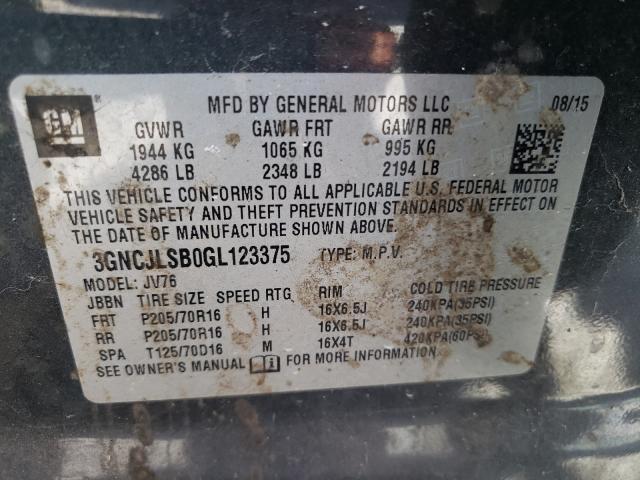 GM
MFD BY GENERAL MOTORS LLC 08/15
GVWR GAWR FRT GAWR RR
1944 KG 1065 KG 995 KG
4286 LB 2348 LB 2194 LB
THIS VEHICLE CONFORMS TO ALL APPLICABLE U.S. FEDERAL MOTOR
VEHICLE SAFETY AND THEFT PREVENTION STANDARDS IN EFFECT ON
THE DATE OF MANUFACTURE SHOWN ABOVE.
3GNCJLSB0GL123375 TYPE: M.P.V.
MODEL: JV76
JBBN TIRE SIZE SPEED RTG RIM COLD TIRE PRESSURE
FRT P205/70R16 H 16X6.5J 240KPA(35PSI)
RR P205/70R16 H 16X6.5J 240KPA(35PSI)
SPA T125/70D16 M 16X4T 420KPA(60PSI)
SEE OWNER'S MANUAL FOR MORE INFORMATION.